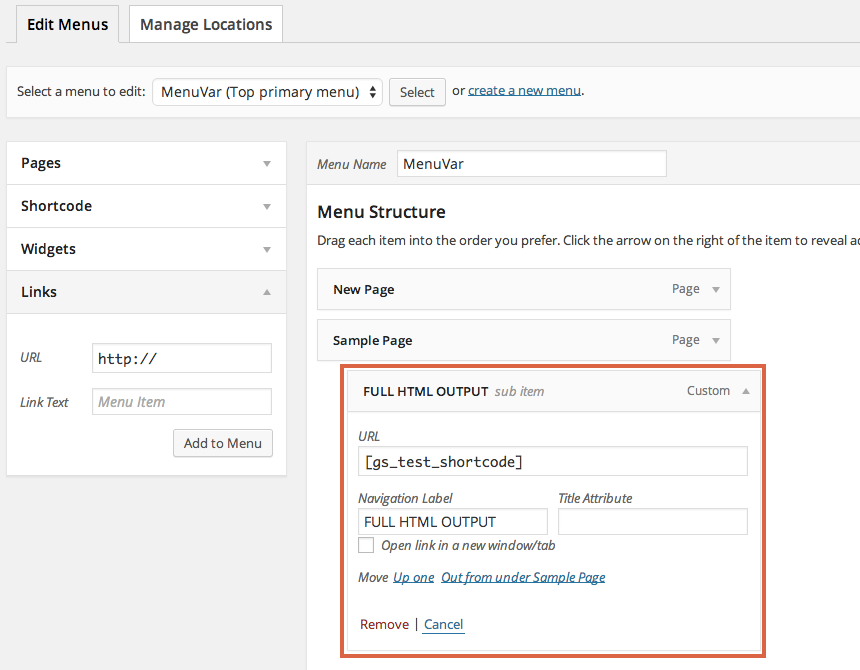 Edit Menus
Manage Locations
Select a menu to edit: MenuVar (Top primary menu) Select or create a new menu.
Pages
Shortcode
Widgets
Links
URL http://
Link Text Menu Item
Add to Menu
Menu Name MenuVar
Menu Structure
Drag each item into the order you prefer. Click the arrow on the right of the item to reveal
New Page Page
Sample Page Page
FULL HTML OUTPUT sub item Custom
URL
[gs_test_shortcode]
Navigation Label Title Attribute
FULL HTML OUTPUT
Open link in a new window/tab
Move Up one Out from under Sample Page
Remove | Cancel